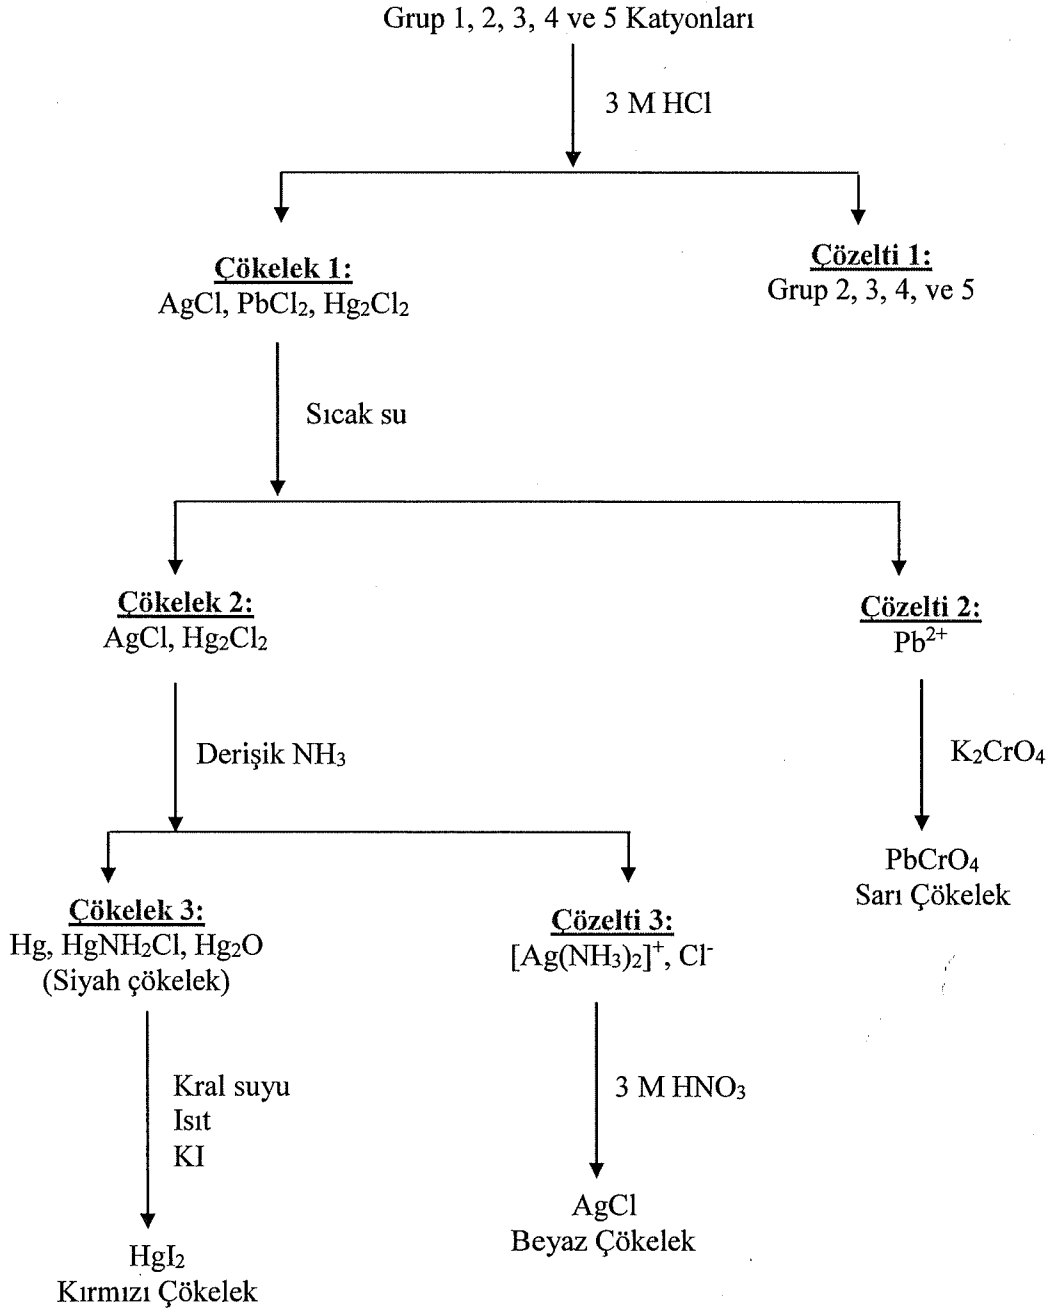 Grup 1, 2, 3, 4 ve 5 Katyonları
3 M HCl
Çökelek 1:
AgCl, PbCl₂, Hg₂Cl₂
Çözelti 1:
Grup 2, 3, 4, ve 5
Sıcak su
Çökelek 2:
AgCl, Hg₂Cl₂
Çözelti 2:
Pb²⁺
Derişik NH₃
K₂CrO₄
PbCrO₄
Sarı Çökelek
Çökelek 3:
Hg, HgNH₂Cl, Hg₂O
(Siyah çökelek)
Çözelti 3:
[Ag(NH₃)₂]⁺, Cl⁻
Kral suyu
Isıt
KI
3 M HNO₃
HgI₂
Kırmızı Çökelek
AgCl
Beyaz Çökelek